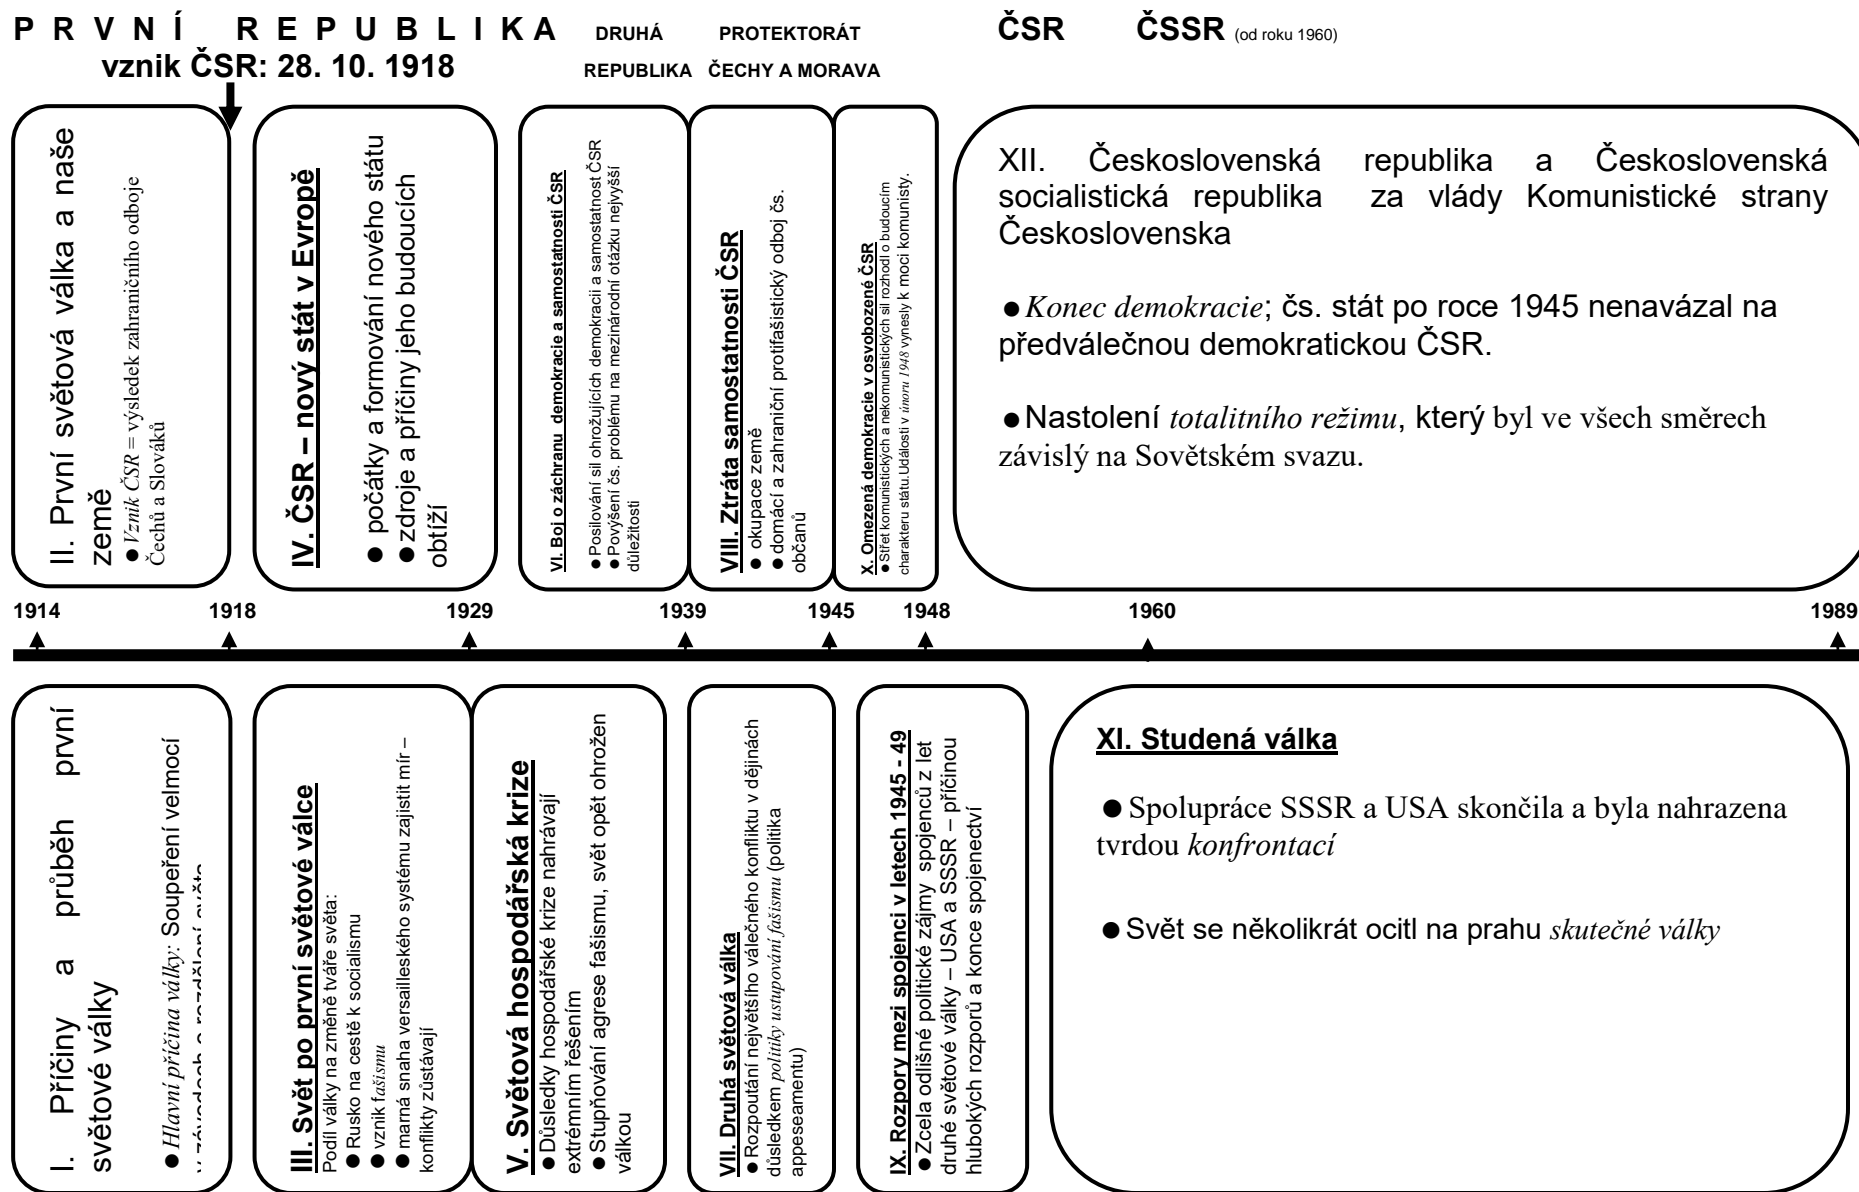 PRVNÍ REPUBLIKA DRUHÁ PROTEKTORÁT ČSR ČSSR (od roku 1960)
vznik ČSR: 28. 10. 1918 REPUBLIKA ČECHY A MORAVA
II. První světová válka a naše
země
● Vznik ČSR = výsledek zahraničního odboje
Čechů a Slováků
IV. ČSR – nový stát v Evropě
● počátky a formování nového státu
● zdroje a příčiny jeho budoucích
obtíží
VI. Boj o záchranu demokracie a samostatnosti ČSR
● Posilování sil ohrožujících demokracii a samostatnost ČSR
● Povýšení čs. problému na mezinárodní otázku nejvyšší
důležitosti
VIII. Ztráta samostatnosti ČSR
● okupace země
● domácí a zahraniční protifašistický odboj čs.
občanů
X. Omezená demokracie v osvobozené ČSR
● Střet komunistických a nekomunistických sil rozhodl o budoucím
charakteru státu.Události v únoru 1948 vynesly k moci komunisty.
XII. Československá republika a Československá
socialistická republika za vlády Komunistické strany
Československa
● Konec demokracie; čs. stát po roce 1945 nenavázal na
předválečnou demokratickou ČSR.
● Nastolení totalitního režimu, který byl ve všech směrech
závislý na Sovětském svazu.
1914 1918 1929 1939 1945 1948 1960 1989
I. Příčiny a průběh první
světové války
● Hlavní příčina války: Soupeření velmocí
III. Svět po první světové válce
Podíl války na změně tváře světa:
● Rusko na cestě k socialismu
● vznik fašismu
● marná snaha versailleského systému zajistit mír –
konflikty zůstávají
V. Světová hospodářská krize
● Důsledky hospodářské krize nahrávají
extrémním řešením
● Stupňování agrese fašismu, svět opět ohrožen
válkou
VII. Druhá světová válka
● Rozpoutání největšího válečného konfliktu v dějinách
důsledkem politiky ustupování fašismu (politika
appeseamentu)
IX. Rozpory mezi spojenci v letech 1945 - 49
● Zcela odlišné politické zájmy spojenců z let
druhé světové války – USA a SSSR – příčinou
hlubokých rozporů a konce spojenectví
XI. Studená válka
● Spolupráce SSSR a USA skončila a byla nahrazena
tvrdou konfrontací
● Svět se několikrát ocitl na prahu skutečné války